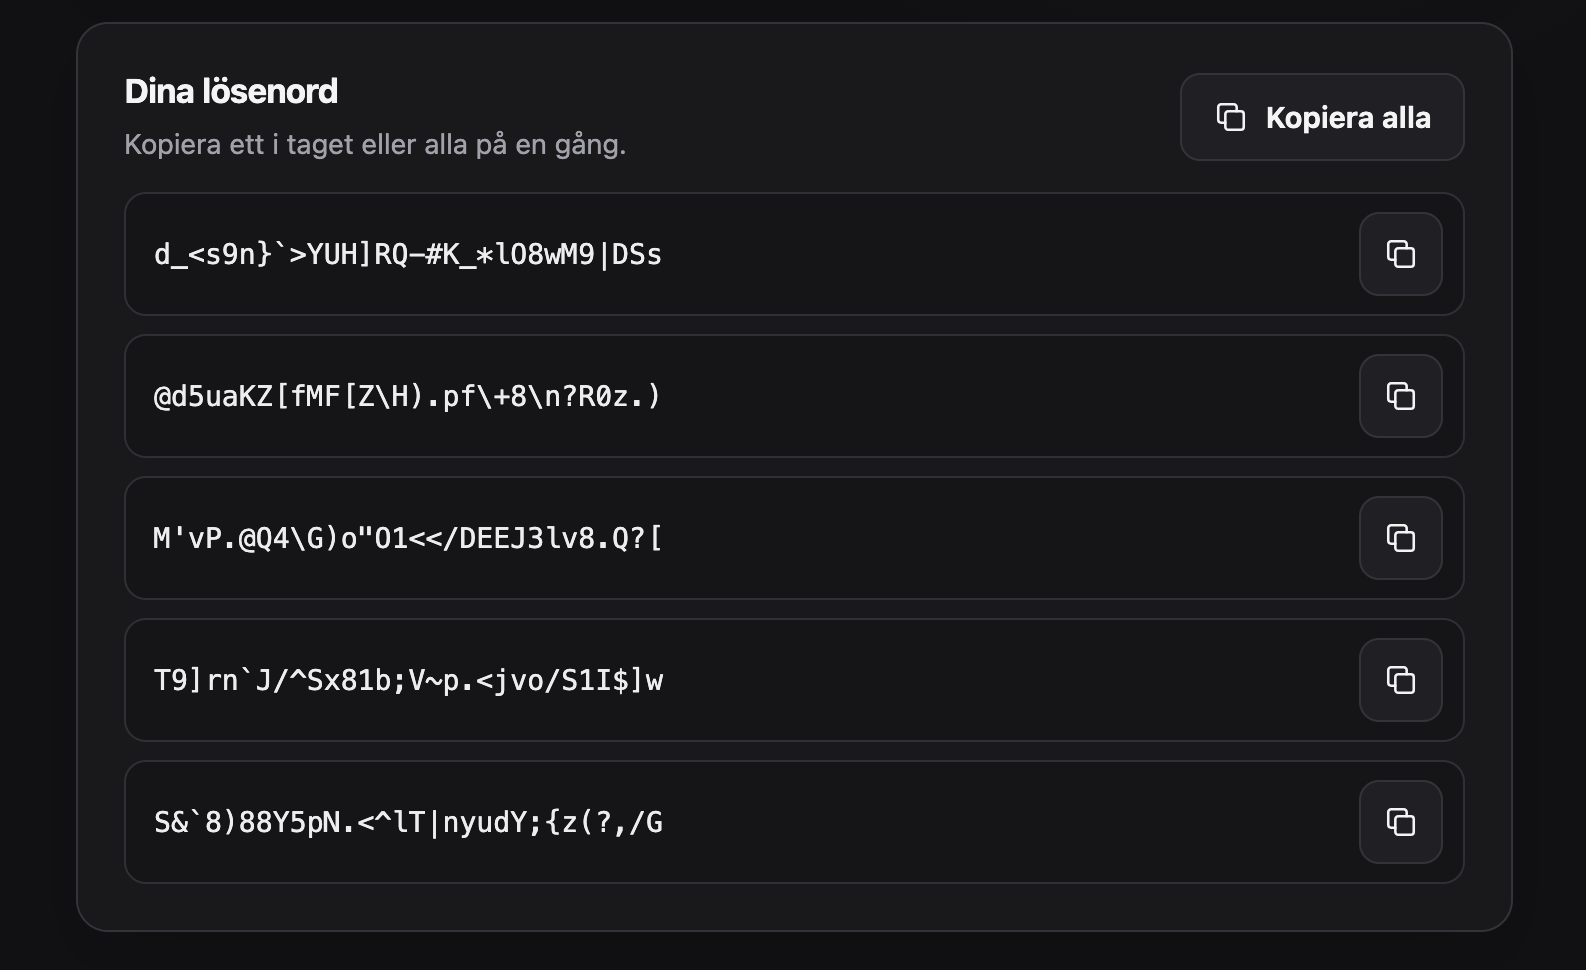 Dina lösenord
Kopiera ett i taget eller alla på en gång.
Kopiera alla
d_<s9n}`>YUH]RQ-#K_*lO8wM9|DSs
@d5uaKZ[fMF[Z\H).pf\+8\n?R0z.)
M'vP.@Q4\G)o"O1<</DEEJ3lv8.Q?[
T9]rn`J/^Sx81b;V~p.<jvo/S1I$]w
S&`8)88Y5pN.<^lT|nyudY;{z(?,/G